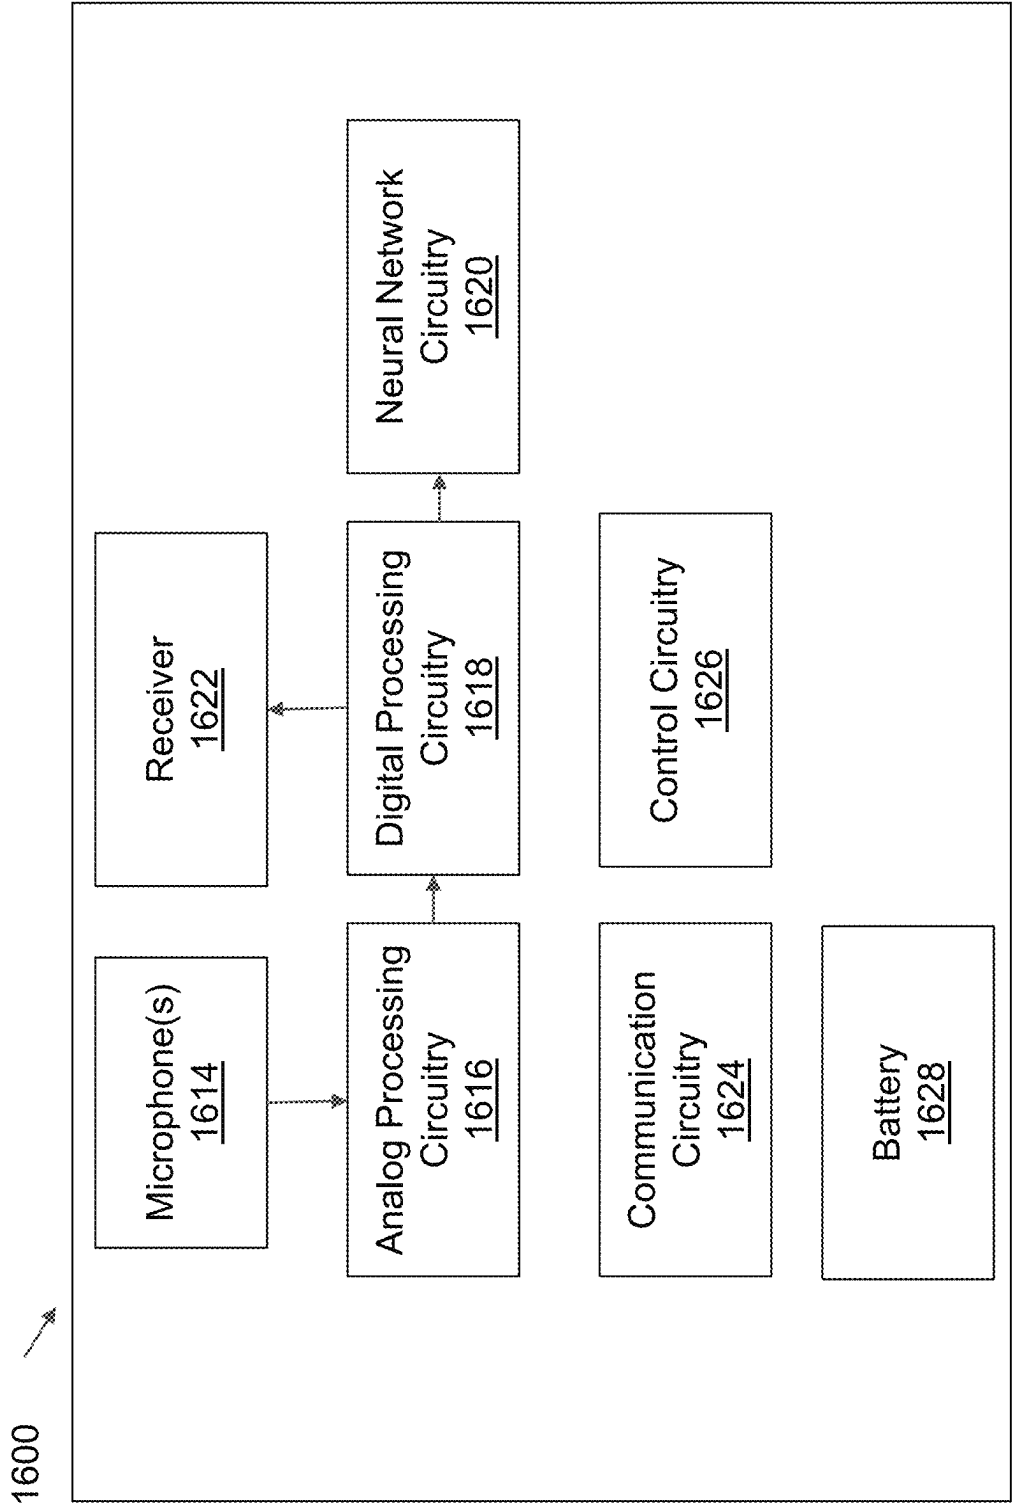 1600
Microphone(s)
1614
Receiver
1622
Analog Processing
Circuitry
1616
Digital Processing
Circuitry
1618
Neural Network
Circuitry
1620
Communication
Circuitry
1624
Control Circuitry
1626
Battery
1628